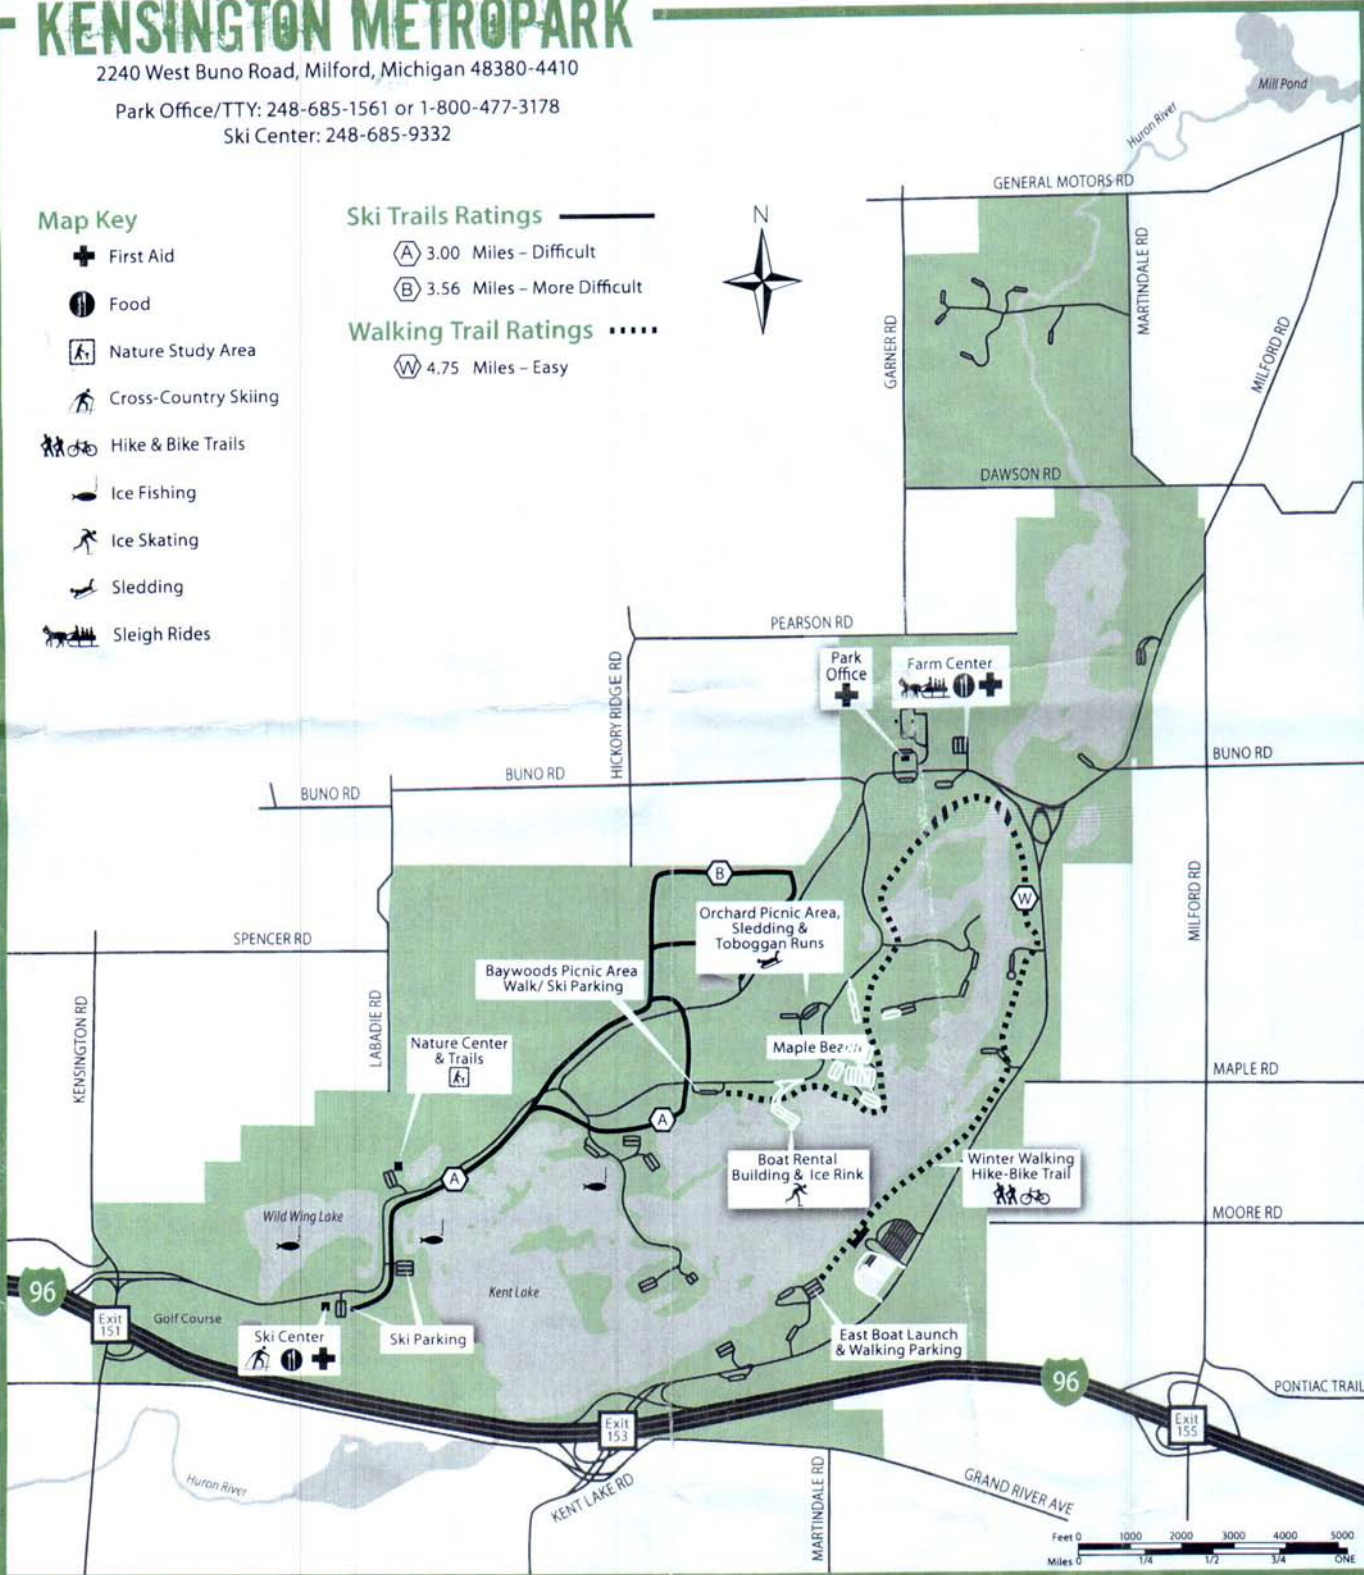 KENSINGTON METROPARK
2240 West Buno Road, Milford, Michigan 48380-4410
Park Office/TTY: 248-685-1561 or 1-800-477-3178
Ski Center: 248-685-9332
Map Key
First Aid
Food
Nature Study Area
Cross-Country Skiing
Hike & Bike Trails
Ice Fishing
Ice Skating
Sledding
Sleigh Rides
Ski Trails Ratings
A 3.00 Miles – Difficult
B 3.56 Miles – More Difficult
Walking Trail Ratings
W 4.75 Miles – Easy
N
Mill Pond
Huron River
GENERAL MOTORS RD
MARTINDALE RD
GARNER RD
MILFORD RD
DAWSON RD
PEARSON RD
HICKORY RIDGE RD
Park
Office
Farm Center
BUNO RD
BUNO RD
BUNO RD
B
W
MILFORD RD
Orchard Picnic Area,
Sledding &
Toboggan Runs
SPENCER RD
Baywoods Picnic Area
Walk/ Ski Parking
KENSINGTON RD
LABADIE RD
Nature Center
& Trails
Maple Beach
MAPLE RD
A
A
Boat Rental
Building & Ice Rink
Winter Walking
Hike-Bike Trail
MOORE RD
Wild Wing Lake
Kent Lake
96
Exit
151
Golf Course
Ski Center
Ski Parking
East Boat Launch
& Walking Parking
96
PONTIAC TRAIL
Exit
153
Exit
155
Huron River
KENT LAKE RD
MARTINDALE RD
GRAND RIVER AVE
Feet 0 1000 2000 3000 4000 5000
Miles 0 1/4 1/2 3/4 ONE